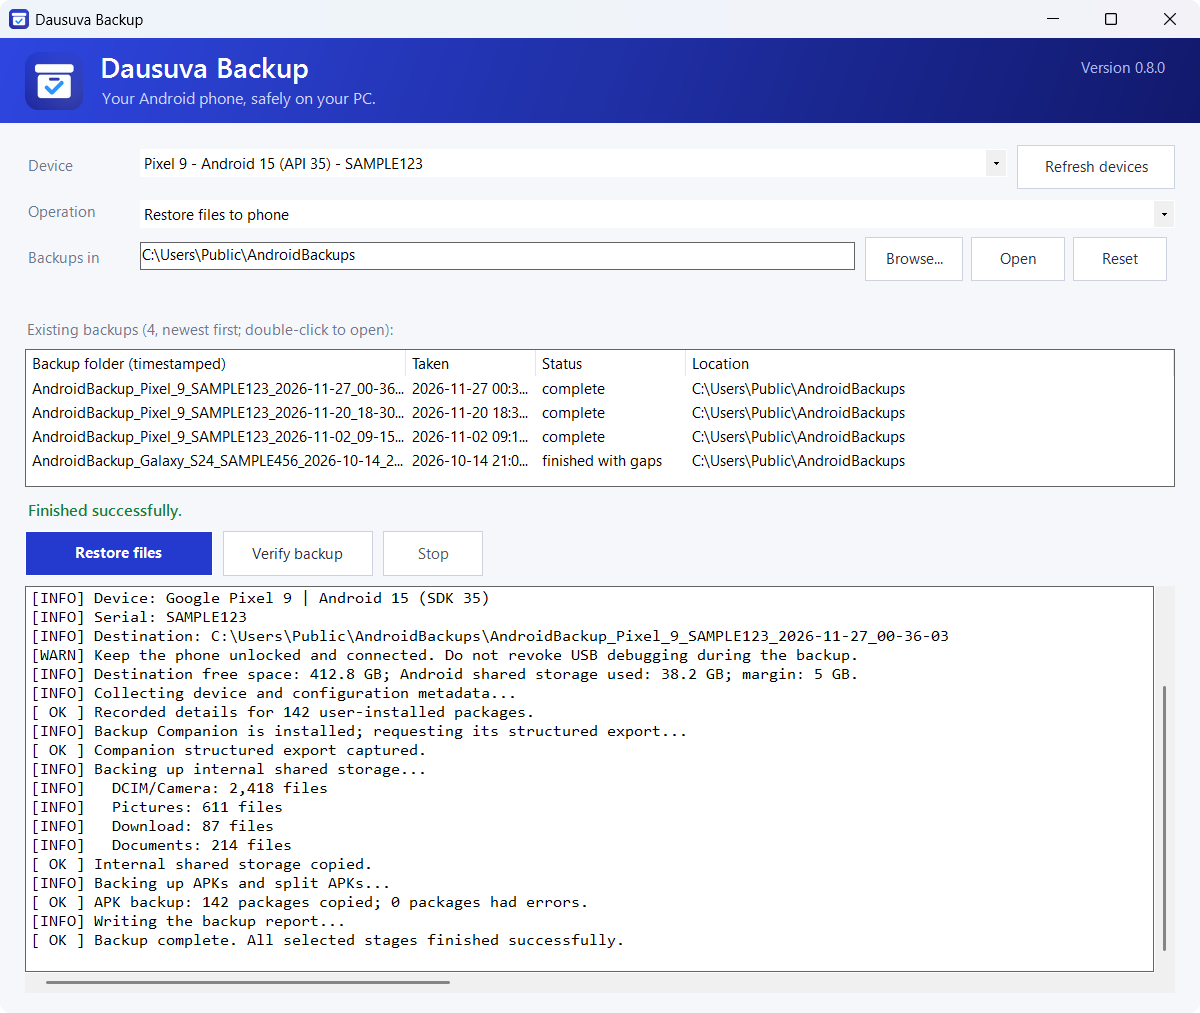 Dausuva Backup
Dausuva Backup
Version 0.8.0
Your Android phone, safely on your PC.
Device Pixel 9 - Android 15 (API 35) - SAMPLE123 Refresh devices
Operation Restore files to phone
Backups in C:\Users\Public\AndroidBackups Browse... Open Reset
Existing backups (4, newest first; double-click to open):
Backup folder (timestamped) Taken Status Location
AndroidBackup_Pixel_9_SAMPLE123_2026-11-27_00-36... 2026-11-27 00:3... complete C:\Users\Public\AndroidBackups
AndroidBackup_Pixel_9_SAMPLE123_2026-11-20_18-30... 2026-11-20 18:3... complete C:\Users\Public\AndroidBackups
AndroidBackup_Pixel_9_SAMPLE123_2026-11-02_09-15... 2026-11-02 09:1... complete C:\Users\Public\AndroidBackups
AndroidBackup_Galaxy_S24_SAMPLE456_2026-10-14_2... 2026-10-14 21:0... finished with gaps C:\Users\Public\AndroidBackups
Finished successfully.
Restore files Verify backup Stop
[INFO] Device: Google Pixel 9 | Android 15 (SDK 35)
[INFO] Serial: SAMPLE123
[INFO] Destination: C:\Users\Public\AndroidBackups\AndroidBackup_Pixel_9_SAMPLE123_2026-11-27_00-36-03
[WARN] Keep the phone unlocked and connected. Do not revoke USB debugging during the backup.
[INFO] Destination free space: 412.8 GB; Android shared storage used: 38.2 GB; margin: 5 GB.
[INFO] Collecting device and configuration metadata...
[ OK ] Recorded details for 142 user-installed packages.
[INFO] Backup Companion is installed; requesting its structured export...
[ OK ] Companion structured export captured.
[INFO] Backing up internal shared storage...
[INFO]   DCIM/Camera: 2,418 files
[INFO]   Pictures: 611 files
[INFO]   Download: 87 files
[INFO]   Documents: 214 files
[ OK ] Internal shared storage copied.
[INFO] Backing up APKs and split APKs...
[ OK ] APK backup: 142 packages copied; 0 packages had errors.
[INFO] Writing the backup report...
[ OK ] Backup complete. All selected stages finished successfully.